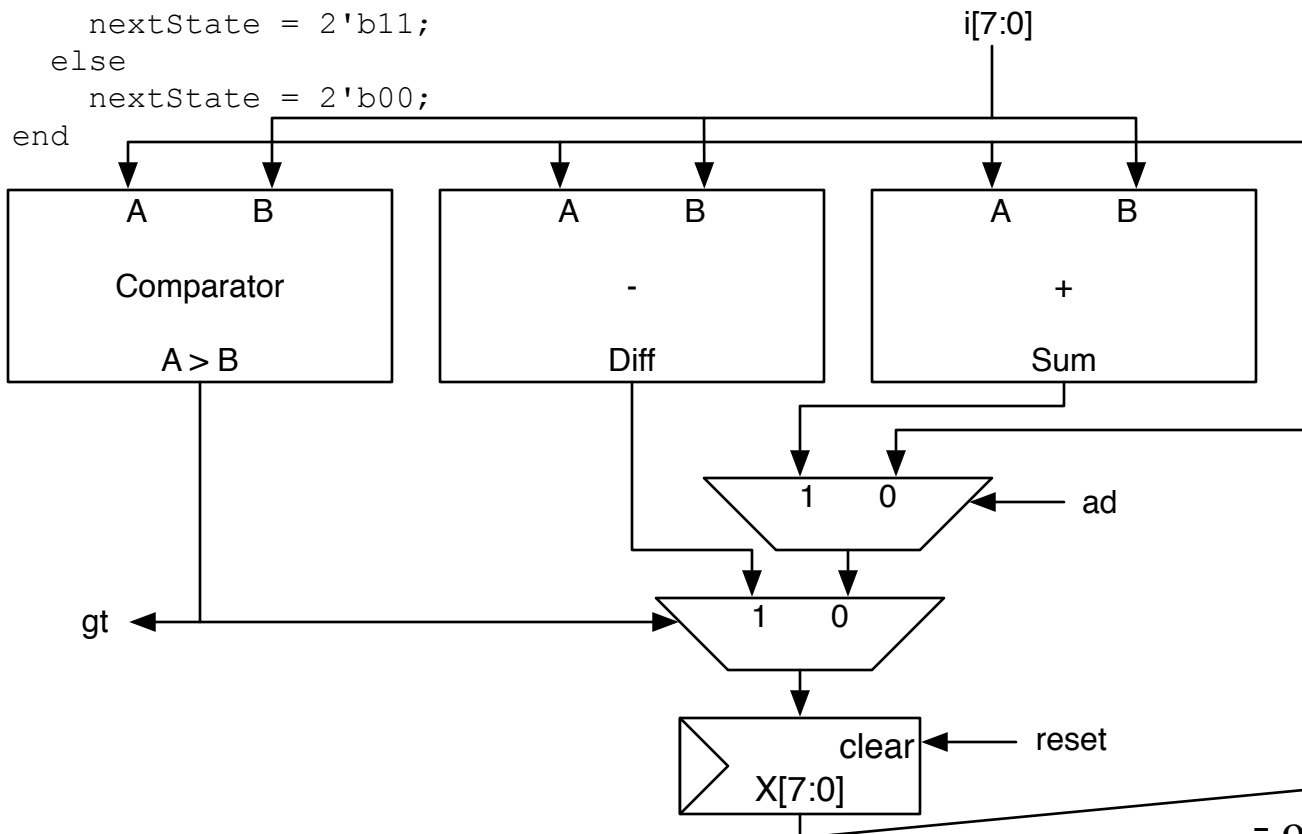 nextState = 2'b11;
else
nextState = 2'b00;
end
i[7:0]
A B
A B
A B
Comparator
-
+
A > B
Diff
Sum
1 0
ad
1 0
gt
clear
reset
X[7:0]